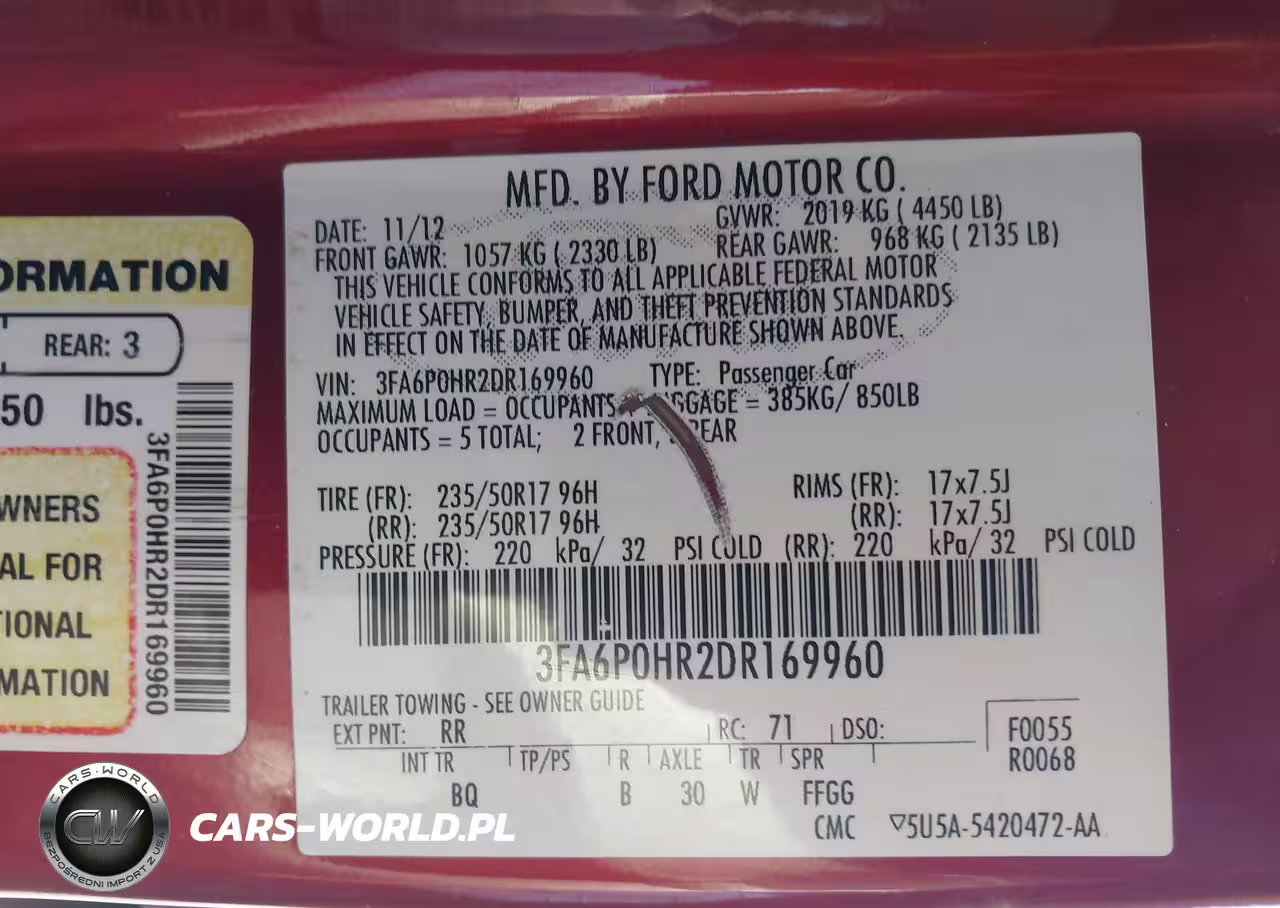 ORMATION
REAR: 3
50 lbs.
WNERS
AL FOR
TIONAL
MATION
3FA6P0HR2DR169960
MFD. BY FORD MOTOR CO.
DATE: 11/12 GVWR: 2019 KG ( 4450 LB)
FRONT GAWR: 1057 KG ( 2330 LB) REAR GAWR: 968 KG ( 2135 LB)
THIS VEHICLE CONFORMS TO ALL APPLICABLE FEDERAL MOTOR
VEHICLE SAFETY, BUMPER, AND THEFT PREVENTION STANDARDS
IN EFFECT ON THE DATE OF MANUFACTURE SHOWN ABOVE.
VIN: 3FA6P0HR2DR169960 TYPE: Passenger Car
MAXIMUM LOAD = OCCUPANTS GGAGE = 385KG/ 850LB
OCCUPANTS = 5 TOTAL; 2 FRONT, REAR
TIRE (FR): 235/50R17 96H RIMS (FR): 17x7.5J
(RR): 235/50R17 96H (RR): 17x7.5J
PRESSURE (FR): 220 kPa/ 32 PSI COLD (RR): 220 kPa/ 32 PSI COLD
3FA6P0HR2DR169960
TRAILER TOWING - SEE OWNER GUIDE
EXT PNT: RR RC: 71 DSO: F0055
INT TR TP/PS R AXLE TR SPR R0068
BQ B 30 W FFGG
CMC ▽5U5A-5420472-AA
CARS-WORLD
CW
BEZPOŚREDNI IMPORT Z USA
CARS-WORLD.PL